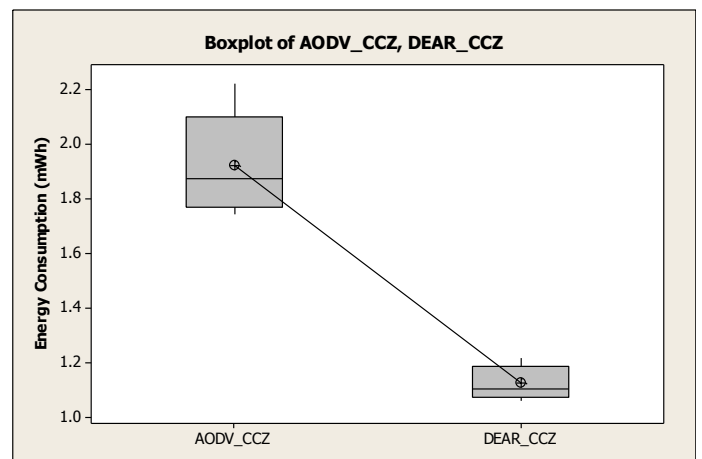 Boxplot of AODV_CCZ, DEAR_CCZ
Energy Consumption (mWh)
2.2
2.0
1.8
1.6
1.4
1.2
1.0
AODV_CCZ DEAR_CCZ